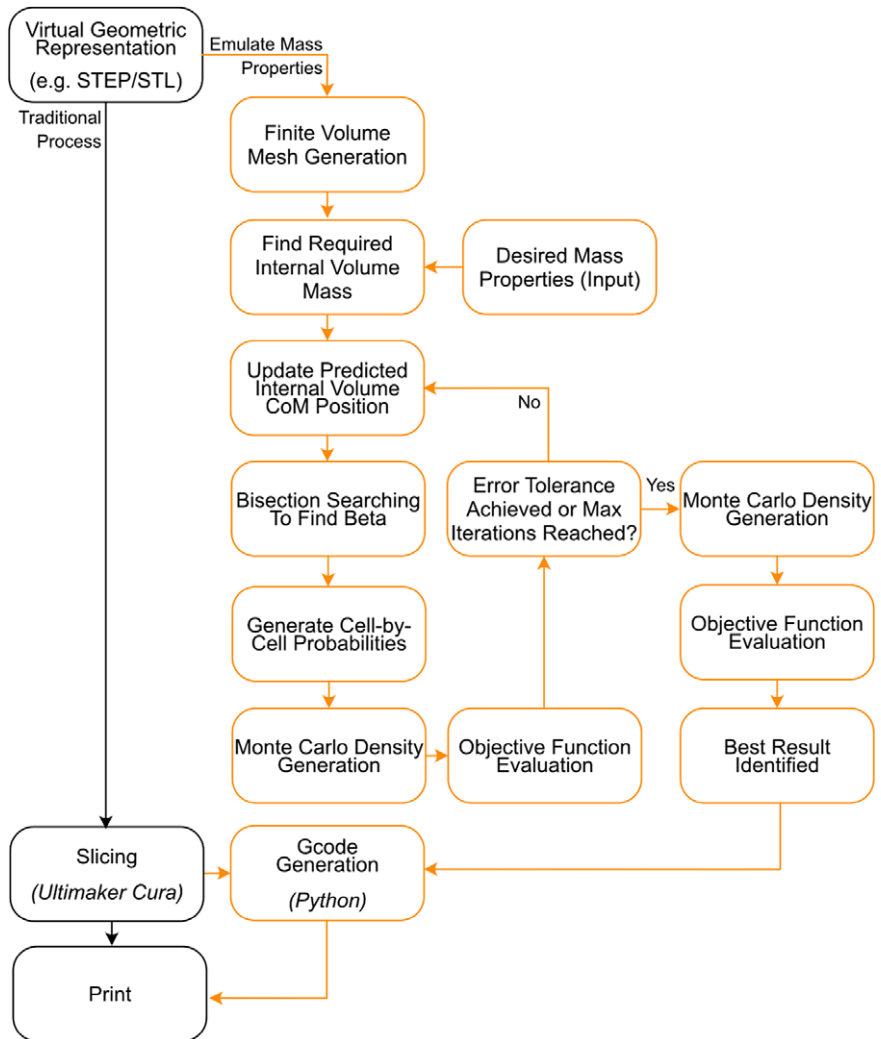 Virtual Geometric
Representation
(e.g. STEP/STL)
Emulate Mass
Properties
Traditional
Process
Finite Volume
Mesh Generation
Find Required
Internal Volume
Mass
Desired Mass
Properties (Input)
Update Predicted
Internal Volume
CoM Position
No
Bisection Searching
To Find Beta
Error Tolerance
Achieved or Max
Iterations Reached?
Yes
Monte Carlo Density
Generation
Generate Cell-by-
Cell Probabilities
Objective Function
Evaluation
Monte Carlo Density
Generation
Objective Function
Evaluation
Best Result
Identified
Slicing
(Ultimaker Cura)
Gcode
Generation
(Python)
Print